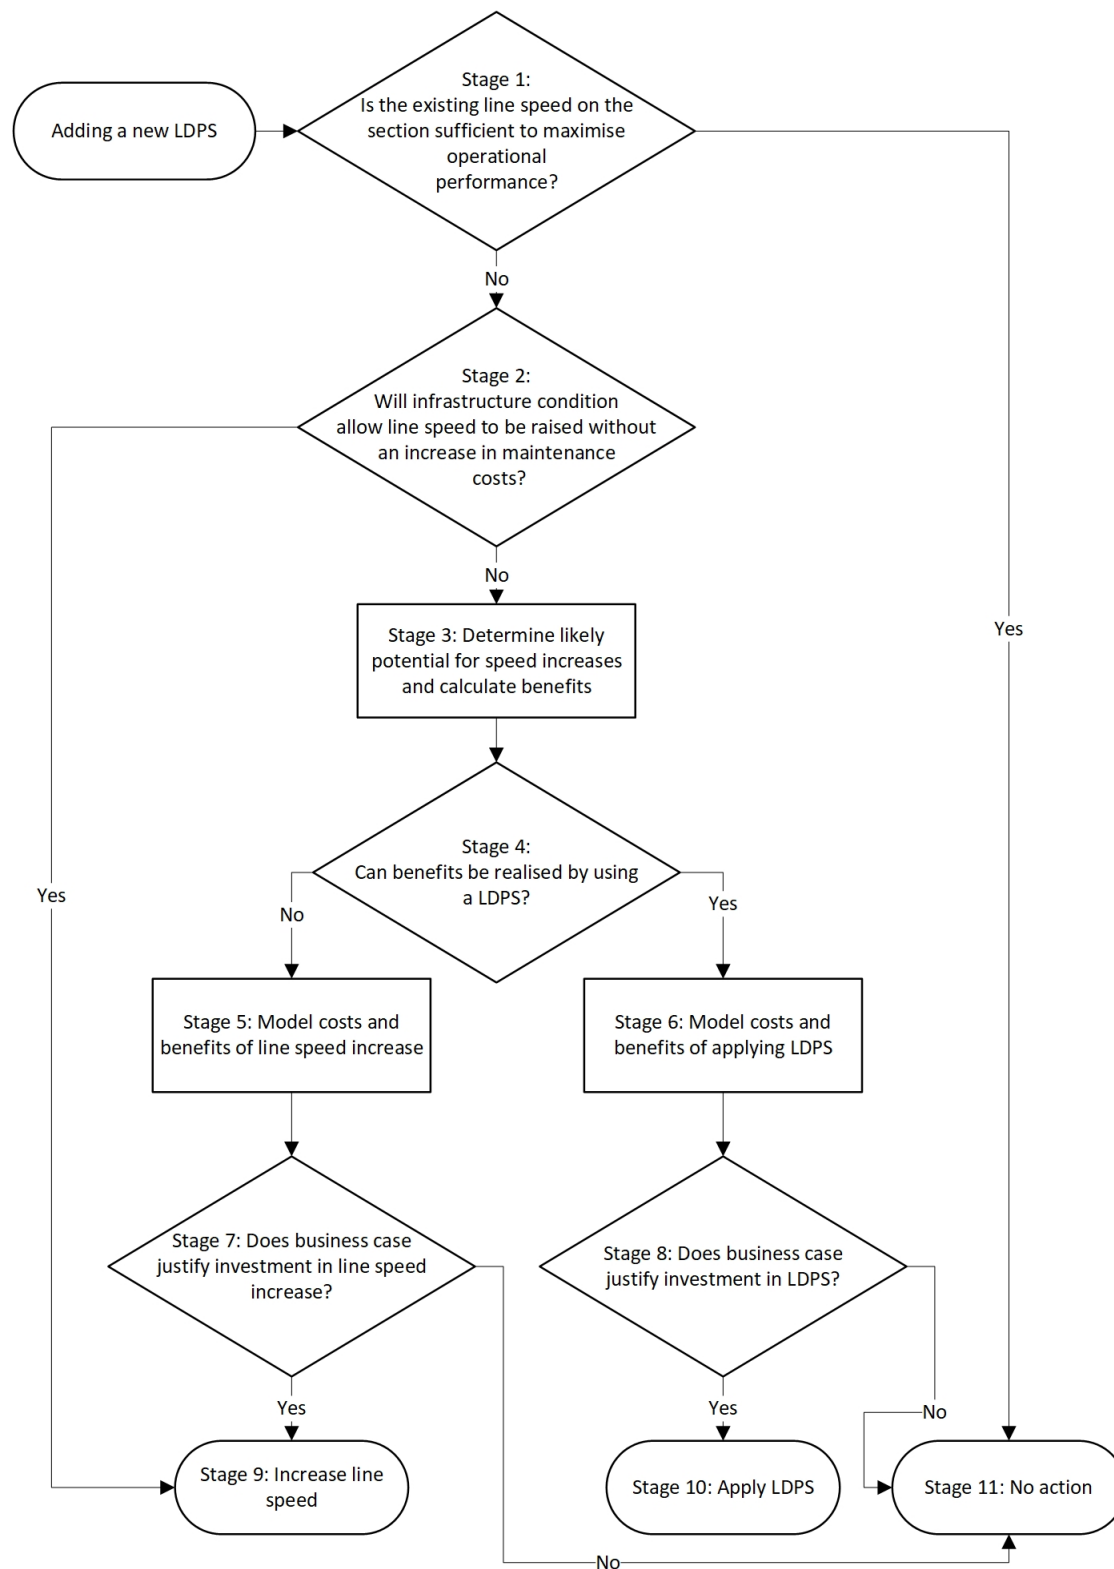 Adding a new LDPS
Stage 1:
Is the existing line speed on the
section sufficient to maximise
operational
performance?
No
Stage 2:
Will infrastructure condition
allow line speed to be raised without
an increase in maintenance
costs?
No
Stage 3: Determine likely
potential for speed increases
and calculate benefits
Yes
Stage 4:
Can benefits be realised by using
a LDPS?
Yes
No
Yes
Stage 5: Model costs and
benefits of line speed increase
Stage 6: Model costs and
benefits of applying LDPS
Stage 7: Does business case
justify investment in line speed
increase?
Stage 8: Does business case
justify investment in LDPS?
Yes
Yes
No
Stage 9: Increase line
speed
Stage 10: Apply LDPS
Stage 11: No action
No